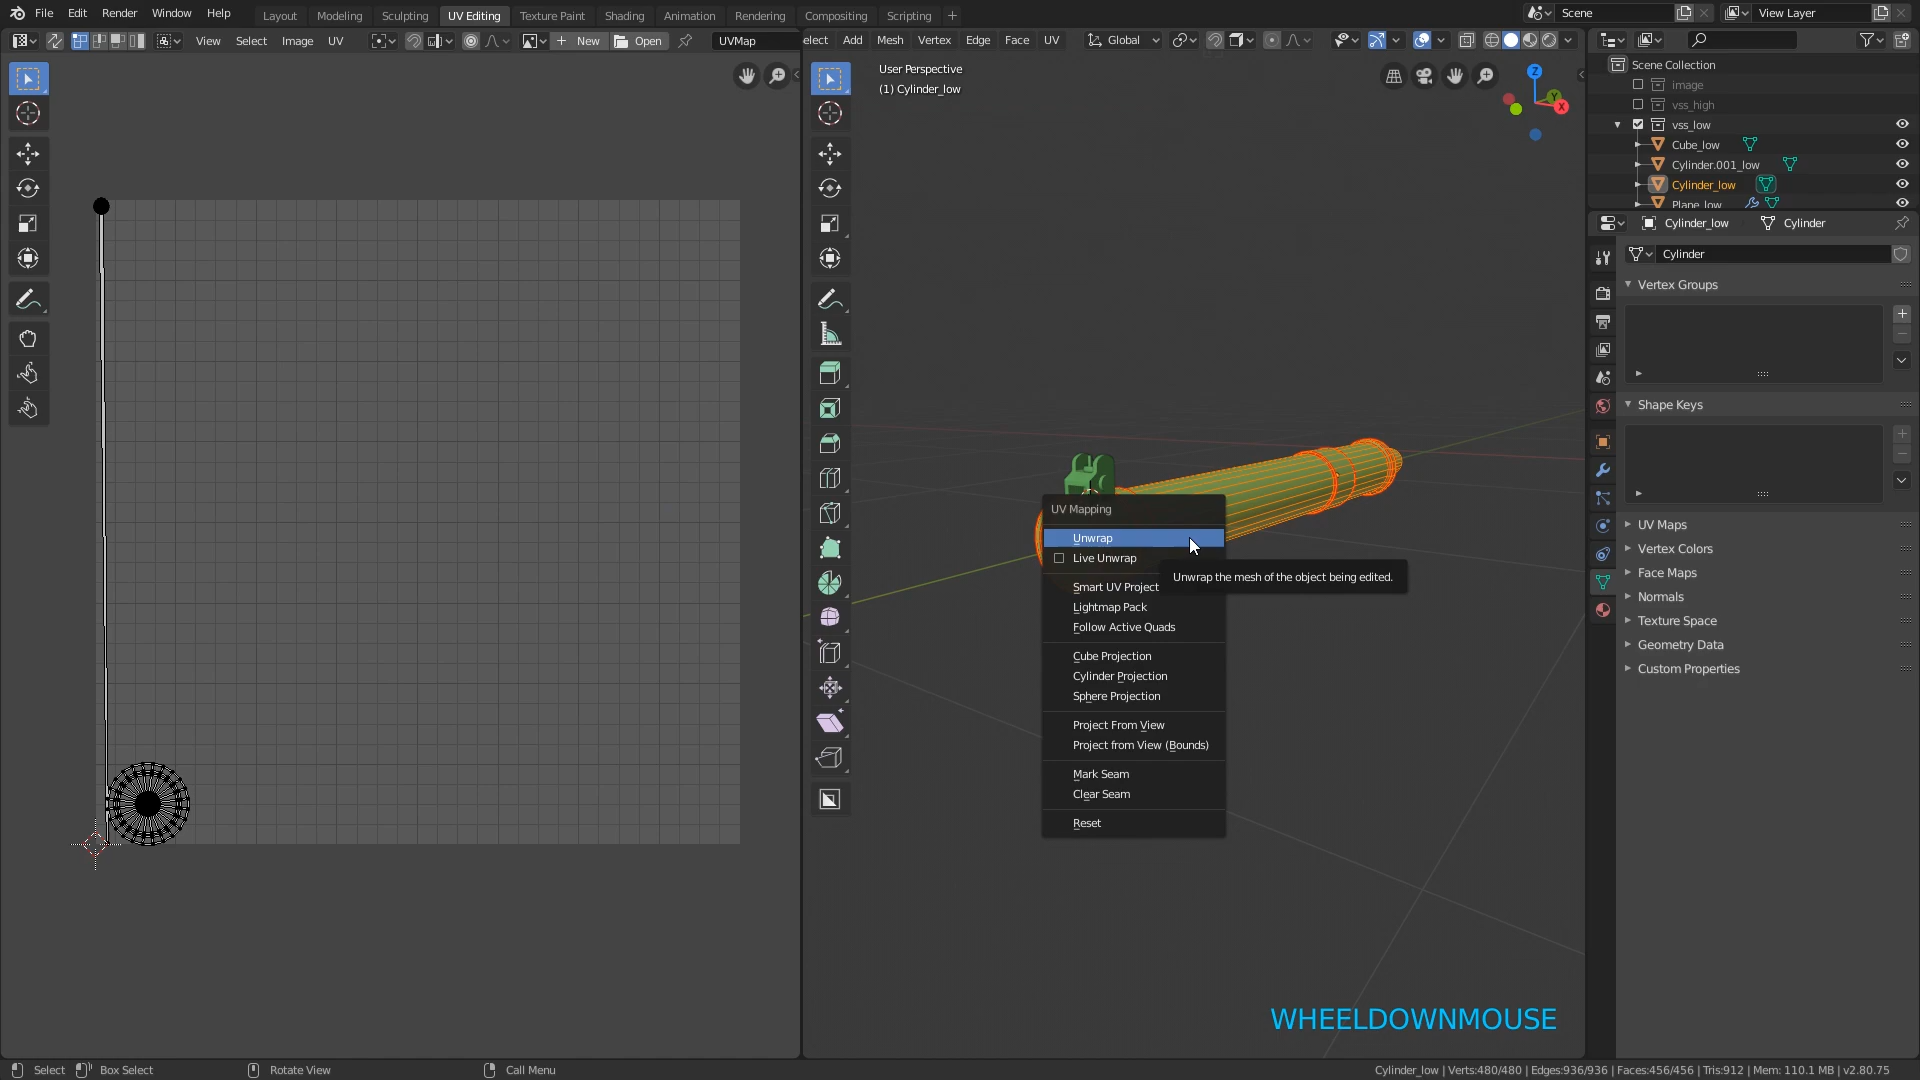 File Edit Render Window Help
Layout Modeling Sculpting UV Editing Texture Paint Shading Animation Rendering Compositing Scripting
Scene
View Layer
View Select Image UV
New
Open
UVMap
elect Add Mesh Vertex Edge Face UV
Global
User Perspective
(1) Cylinder_low
Z
Y
X
Scene Collection
image
vss_high
vss_low
Cube_low
Cylinder.001_low
Cylinder_low
Plane_low
Cylinder_low
Cylinder
Cylinder
Vertex Groups
Shape Keys
UV Maps
Vertex Colors
Face Maps
Normals
Texture Space
Geometry Data
Custom Properties
UV Mapping
Unwrap
Live Unwrap
Unwrap the mesh of the object being edited.
Smart UV Project
Lightmap Pack
Follow Active Quads
Cube Projection
Cylinder Projection
Sphere Projection
Project From View
Project from View (Bounds)
Mark Seam
Clear Seam
Reset
WHEELDOWNMOUSE
Select
Box Select
Rotate View
Call Menu
Cylinder_low | Verts:480/480 | Edges:936/936 | Faces:456/456 | Tris:912 | Mem: 110.1 MB | v2.80.75